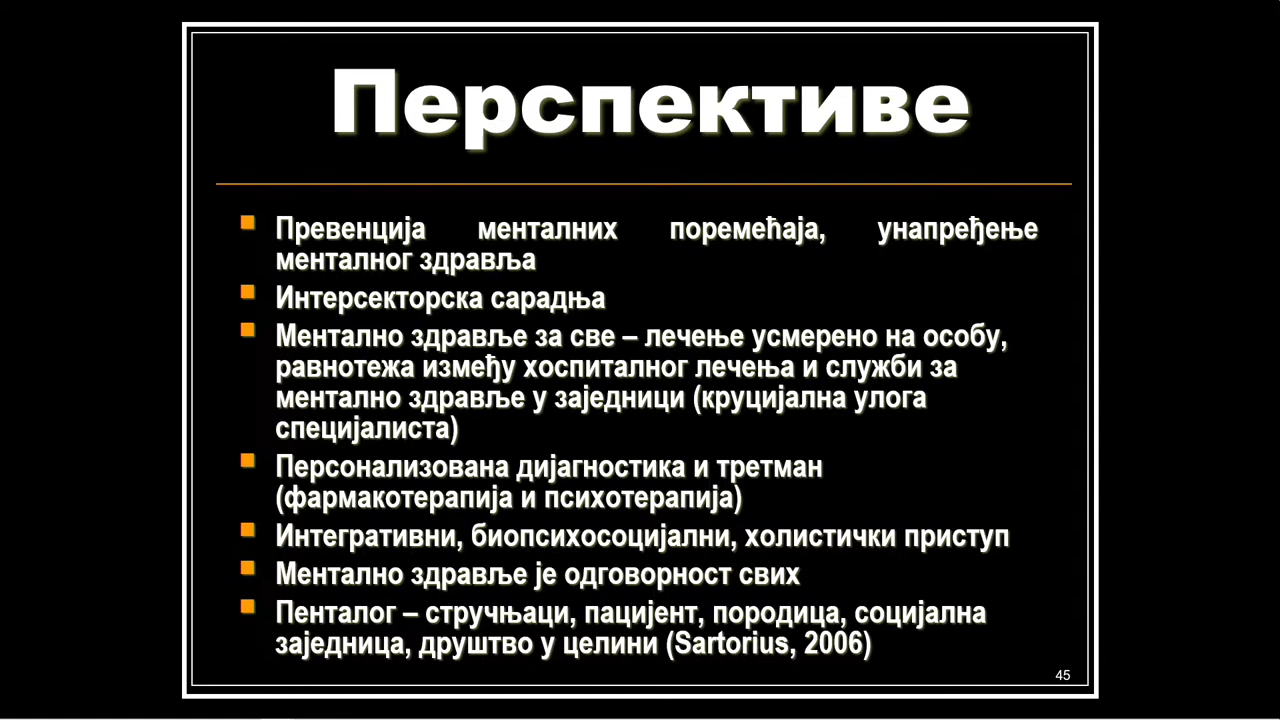 Перспективе
Превенција менталних поремећаја, унапређење
менталног здравља
Интерсекторска сарадња
Ментално здравље за све – лечење усмерено на особу,
равнотежа између хоспиталног лечења и служби за
ментално здравље у заједници (круцијална улога
специјалиста)
Персонализована дијагностика и третман
(фармакотерапија и психотерапија)
Интегративни, биопсихосоцијални, холистички приступ
Ментално здравље је одговорност свих
Пенталог – стручњаци, пацијент, породица, социјална
заједница, друштво у целини (Sartorius, 2006)
45